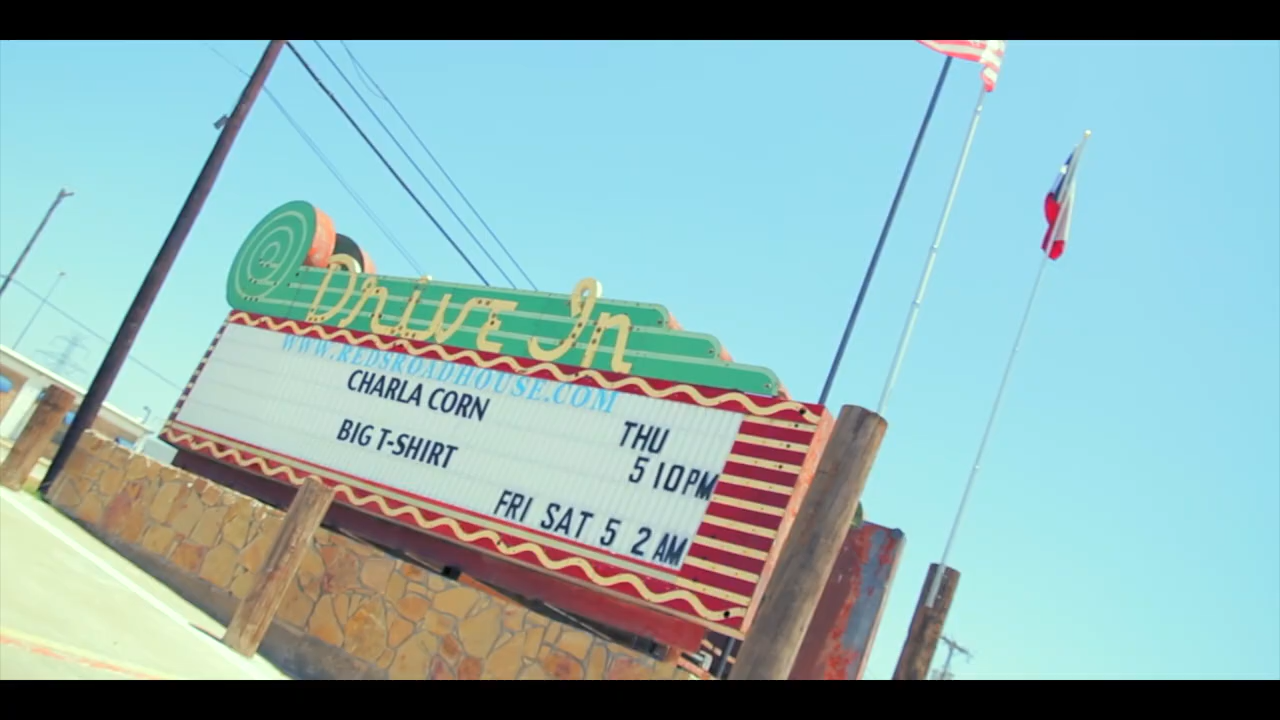 Drive In
WWW.REDSROADHOUSE.COM
CHARLA CORN
BIG T-SHIRT
THU
5 10PM
FRI SAT 5 2AM